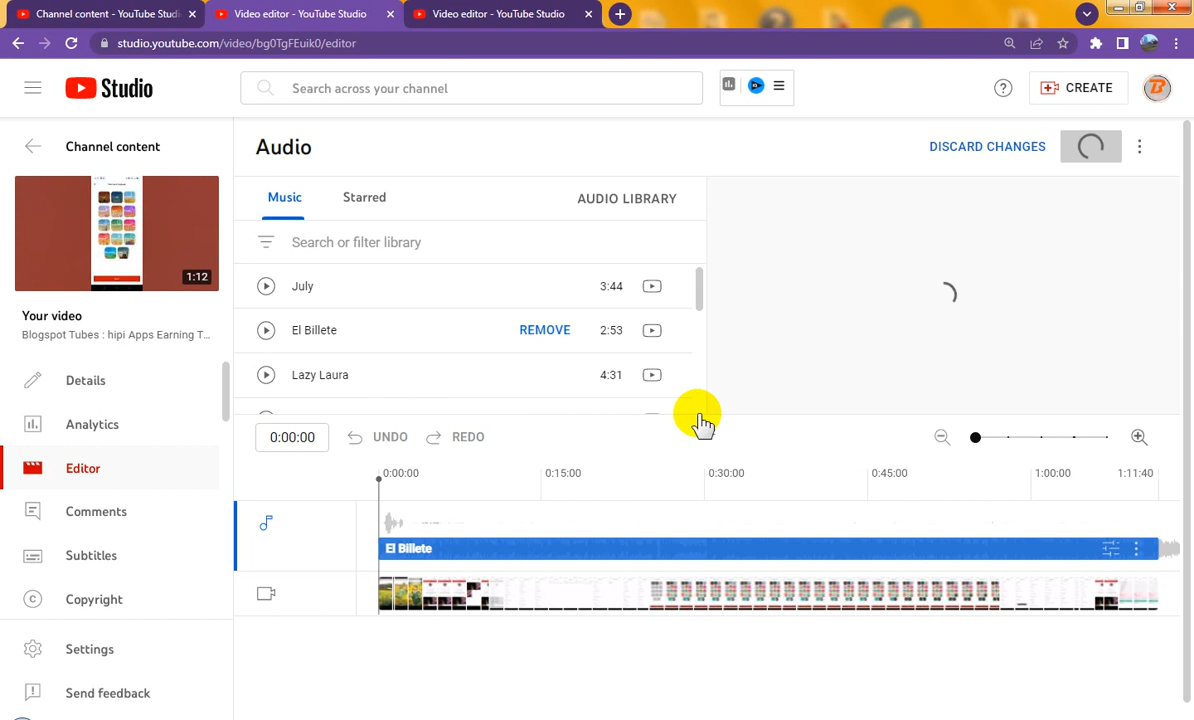 Channel content - YouTube Studi
Video editor - YouTube Studio
Video editor - YouTube Studio
studio.youtube.com/video/bg0TgFEuik0/editor
Studio
Search across your channel
CREATE
Channel content
Audio
DISCARD CHANGES
1:12
Your video
Blogspot Tubes : hipi Apps Earning T...
Details
Analytics
Editor
Comments
Subtitles
Copyright
Settings
Send feedback
Music
Starred
AUDIO LIBRARY
Search or filter library
July
3:44
El Billete
REMOVE
2:53
Lazy Laura
4:31
0:00:00
UNDO
REDO
0:00:00
0:15:00
0:30:00
0:45:00
1:00:00
1:11:40
El Billete